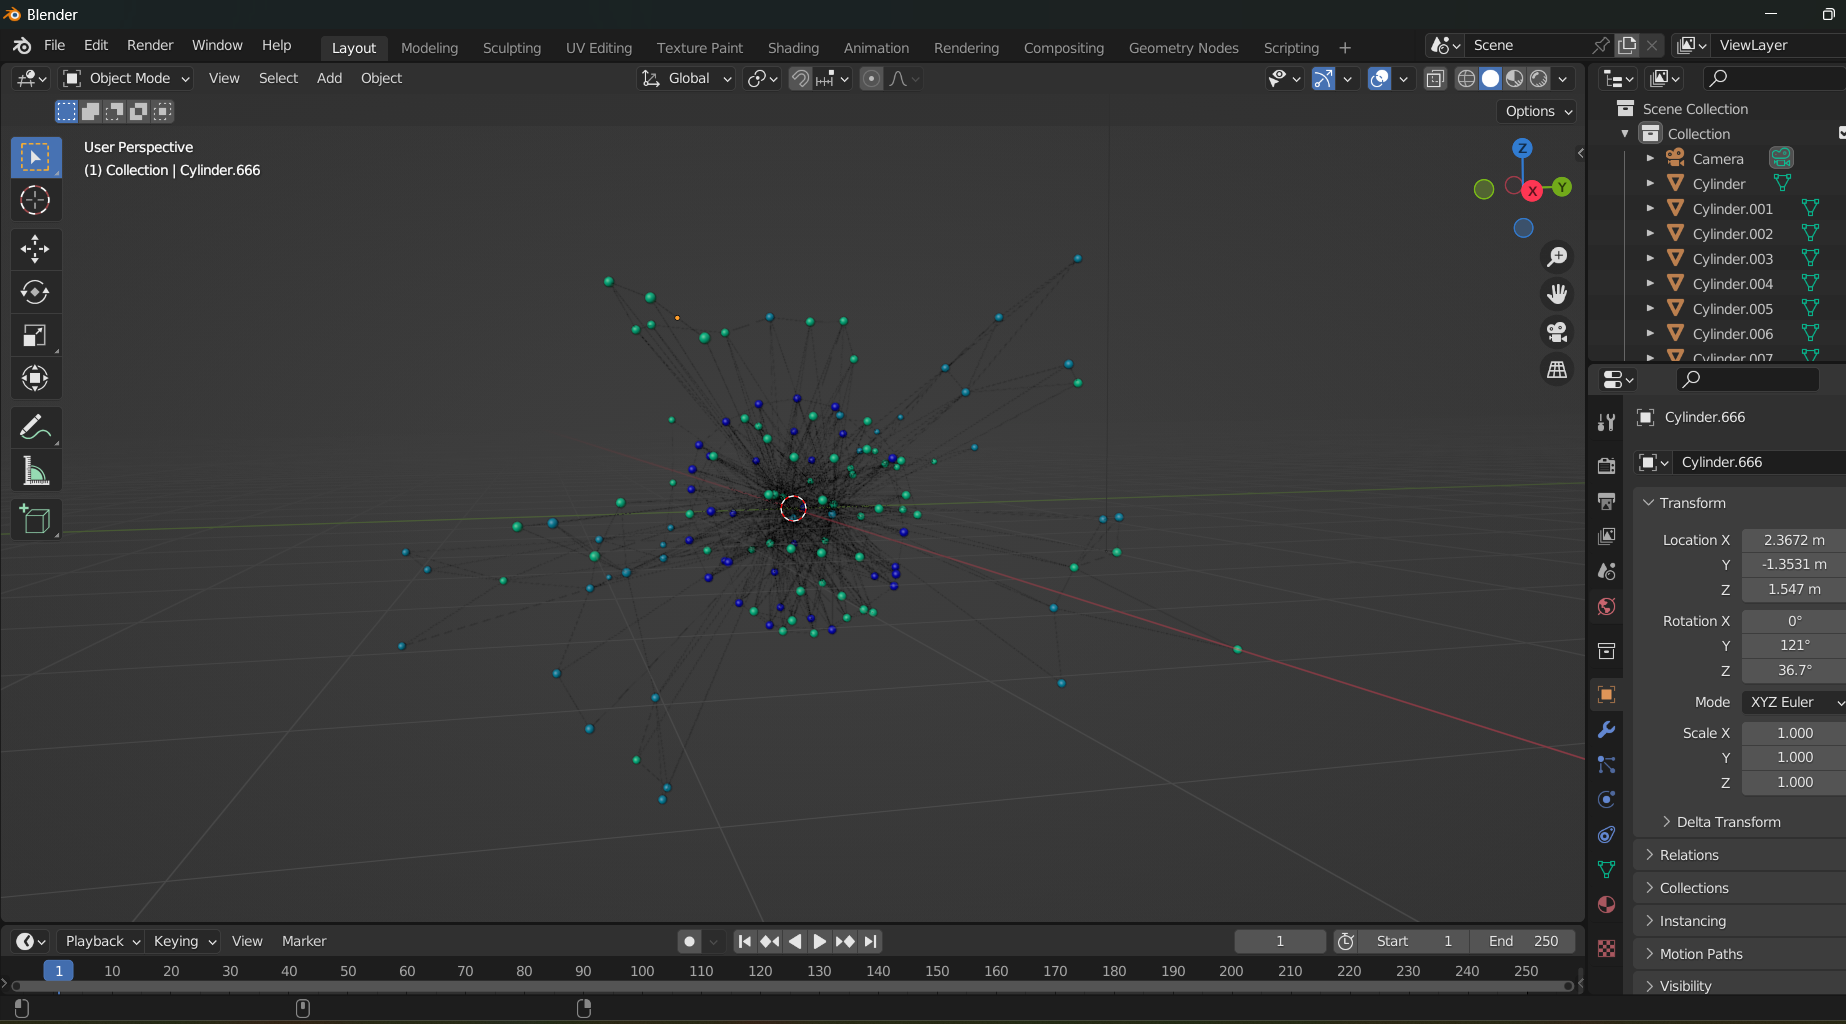 Blender
File Edit Render Window Help Layout Modeling Sculpting UV Editing Texture Paint Shading Animation Rendering Compositing Geometry Nodes Scripting + Scene ViewLayer
Object Mode View Select Add Object Global
Options
User Perspective
(1) Collection | Cylinder.666
Z
X
Y
Scene Collection
Collection
Camera
Cylinder
Cylinder.001
Cylinder.002
Cylinder.003
Cylinder.004
Cylinder.005
Cylinder.006
Cylinder.007
Cylinder.666
Cylinder.666
Transform
Location X 2.3672 m
Y -1.3531 m
Z 1.547 m
Rotation X 0°
Y 121°
Z 36.7°
Mode XYZ Euler
Scale X 1.000
Y 1.000
Z 1.000
Delta Transform
Relations
Collections
Instancing
Motion Paths
Visibility
Playback Keying View Marker 1 Start 1 End 250
1 10 20 30 40 50 60 70 80 90 100 110 120 130 140 150 160 170 180 190 200 210 220 230 240 250